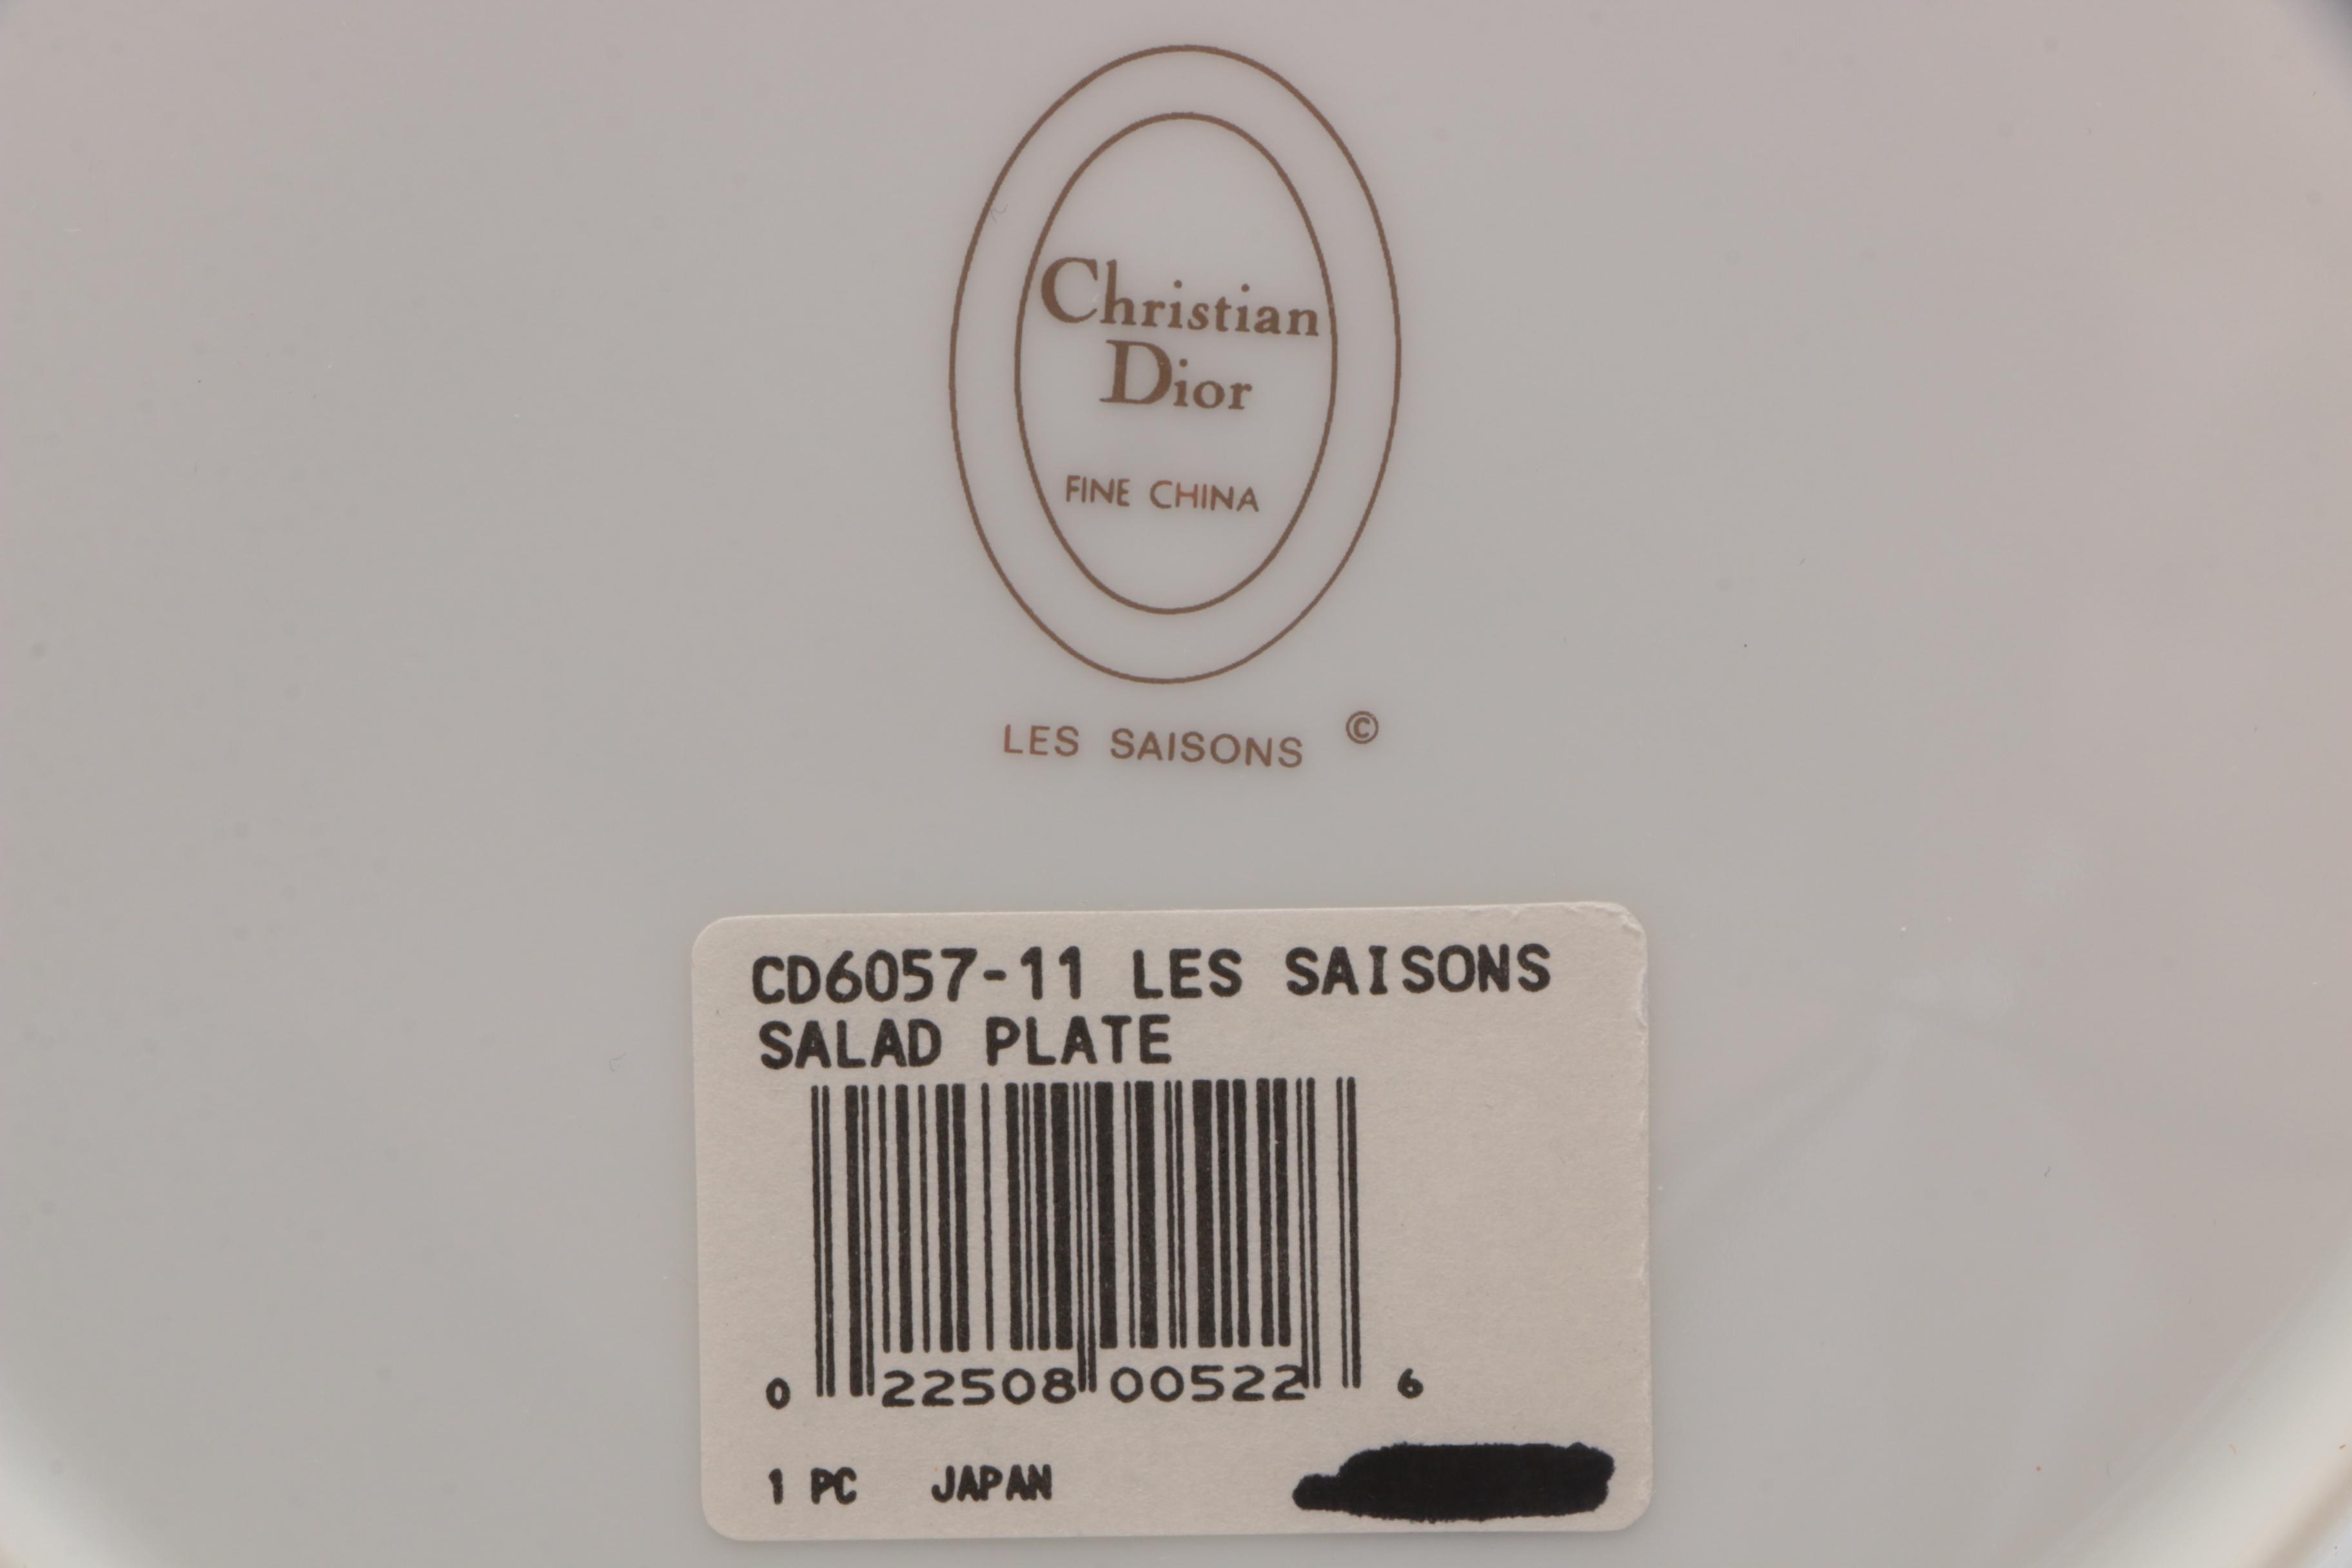 Christian
Dior
FINE CHINA
LES SAISONS ©
CD6057-11 LES SAISONS
SALAD PLATE
0 22508 00522 6
1 PC JAPAN